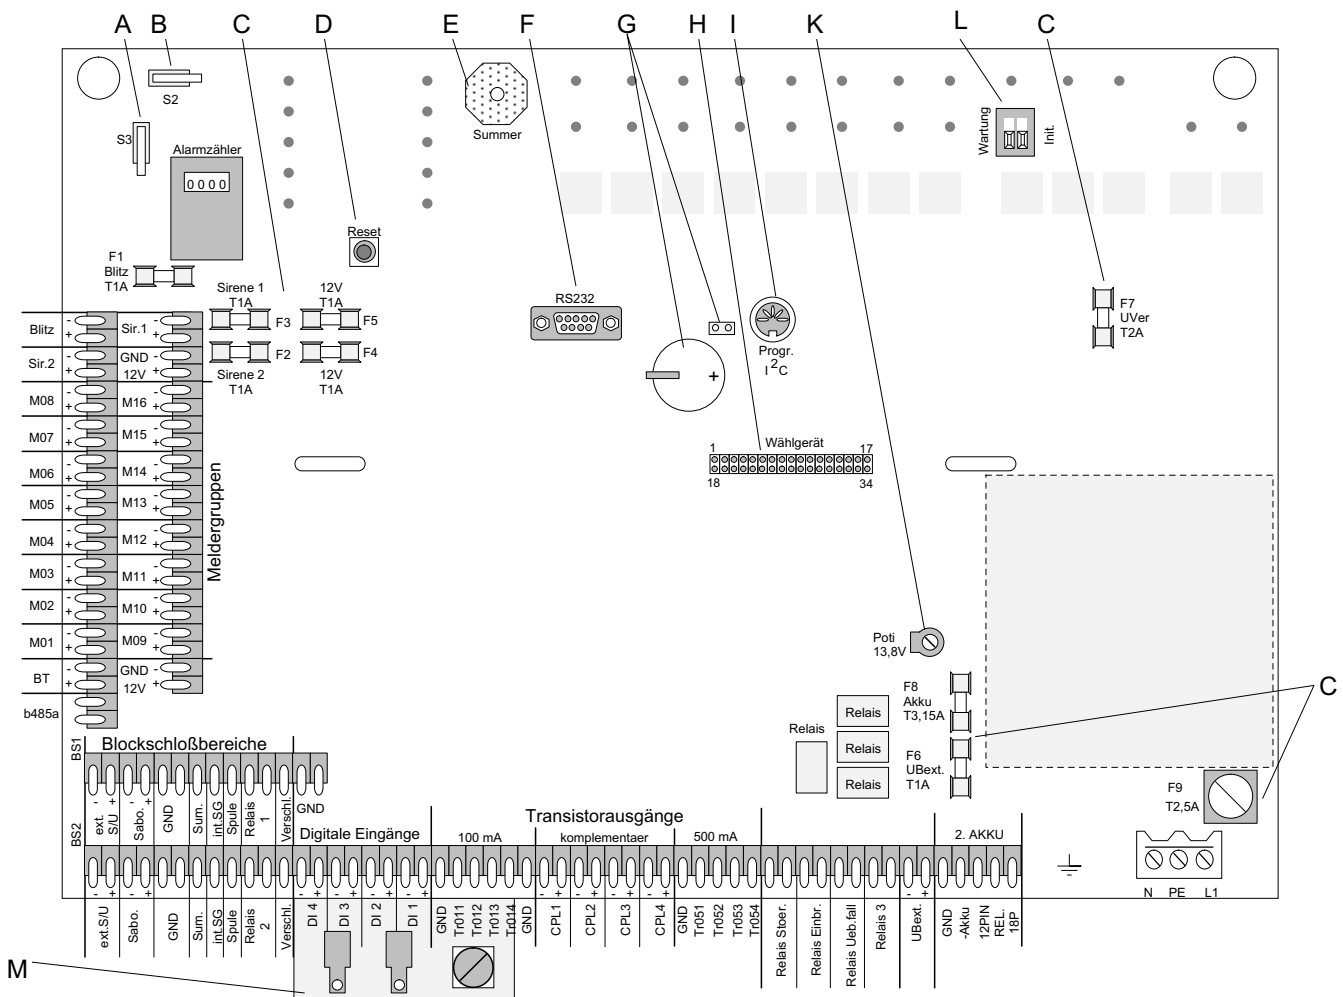 A B C D E F G H I K L C
S2
S3
Summer
Wartung
Init.
Alarmzähler
0000
Reset
F1
Blitz
T1A
Sirene 1
T1A
12V
T1A
F3
F5
F2
F4
Sirene 2
T1A
12V
T1A
RS232
Progr.
I²C
+
F7
UVer
T2A
Blitz - + Sir.1 - +
Sir.2 - + GND - 12V +
M08 - + M16 - +
M07 - + M15 - +
M06 - + M14 - +
M05 - + M13 - +
M04 - + M12 - +
M03 - + M11 - +
M02 - + M10 - +
M01 - + M09 - +
BT - + GND - 12V +
b485a
Meldergruppen
1 Wählgerät 17
18 34
Poti
13,8V
F8
Akku
T3,15A
C
Relais
Relais
Relais
Relais
F6
UBext.
T1A
F9
T2,5A
BS1
Blockschloßbereiche
- + - +
ext. S/U
Sabo.
GND
Sum.
int.SG
Spule
Relais 1
Verschl.
GND
BS2
Digitale Eingänge
Transistorausgänge
100 mA
komplementaer
500 mA
2. AKKU
N PE L1
- + - + - + - + - + - + - + - + - + - + - +
ext.S/U
Sabo.
GND
Sum.
int.SG
Spule
Relais 2
Verschl.
DI 4
DI 3
DI 2
DI 1
GND
Tr011
Tr012
Tr013
Tr014
GND
CPL1
CPL2
CPL3
CPL4
GND
Tr051
Tr052
Tr053
Tr054
Relais Stoer.
Relais Einbr.
Relais Ueb.fall
Relais 3
UBext.
GND
-Akku
12PIN
REL.
18P
M